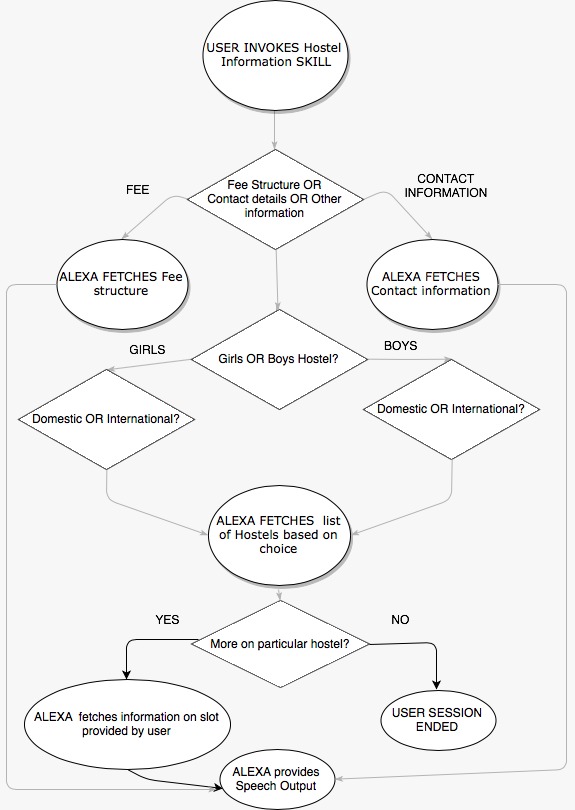 USER INVOKES Hostel
Information SKILL
FEE
Fee Structure OR
Contact details OR Other
information
CONTACT
INFORMATION
ALEXA FETCHES Fee
structure
ALEXA FETCHES
Contact information
GIRLS
Girls OR Boys Hostel?
BOYS
Domestic OR International?
Domestic OR International?
ALEXA FETCHES list
of Hostels based on
choice
YES
More on particular hostel?
NO
ALEXA fetches information on slot
provided by user
USER SESSION
ENDED
ALEXA provides
Speech Output